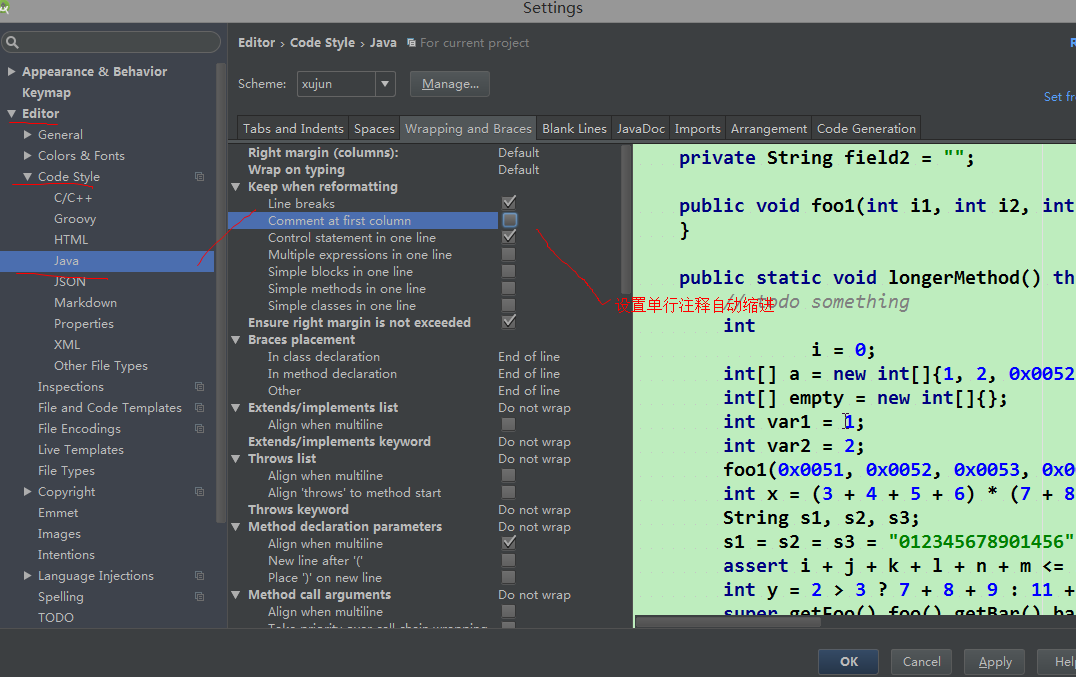 Settings
Editor › Code Style › Java For current project
Scheme: xujun Manage...
Set fr
Appearance & Behavior
Keymap
Editor
General
Colors & Fonts
Code Style
C/C++
Groovy
HTML
Java
JSON
Markdown
Properties
XML
Other File Types
Inspections
File and Code Templates
File Encodings
Live Templates
File Types
Copyright
Emmet
Images
Intentions
Language Injections
Spelling
TODO
Tabs and Indents Spaces Wrapping and Braces Blank Lines JavaDoc Imports Arrangement Code Generation
Right margin (columns): Default
Wrap on typing Default
Keep when reformatting
Line breaks
Comment at first column
Control statement in one line
Multiple expressions in one line
Simple blocks in one line
Simple methods in one line
Simple classes in one line
Ensure right margin is not exceeded
Braces placement
In class declaration End of line
In method declaration End of line
Other End of line
Extends/implements list Do not wrap
Align when multiline
Extends/implements keyword Do not wrap
Throws list Do not wrap
Align when multiline
Align 'throws' to method start
Throws keyword Do not wrap
Method declaration parameters Do not wrap
Align when multiline
New line after '('
Place ')' on new line
Method call arguments Do not wrap
Align when multiline
Take priority over call chain wrapping
private String field2 = "";
public void foo1(int i1, int i2, int
}
public static void longerMethod() th
设置单行注释自动缩进
something
int
i = 0;
int[] a = new int[]{1, 2, 0x0052
int[] empty = new int[]{};
int var1 = 1;
int var2 = 2;
foo1(0x0051, 0x0052, 0x0053, 0x0
int x = (3 + 4 + 5 + 6) * (7 + 8
String s1, s2, s3;
s1 = s2 = s3 = "012345678901456"
assert i + j + k + l + n + m <=
int y = 2 > 3 ? 7 + 8 + 9 : 11 +
super.getFoo().foo().getBar().ba
OK Cancel Apply Help